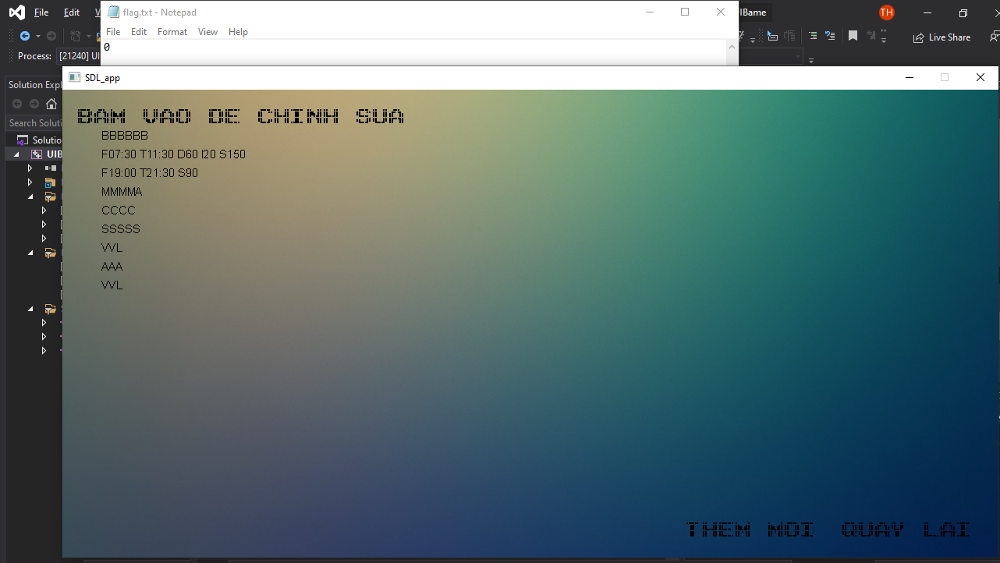 File Edit
flag.txt - Notepad
IBame
TH
File Edit Format View Help
Live Share
0
Process: [21240] UI
SDL_app
Solution Expl
Search Soluti
Solutio
UIB
BAM VAO DE CHINH SUA
BBBBBB
F07:30 T11:30 D60 I20 S150
F19:00 T21:30 S90
MMMMA
CCCC
SSSSS
VVL
AAA
VVL
THEM MOI QUAY LAI